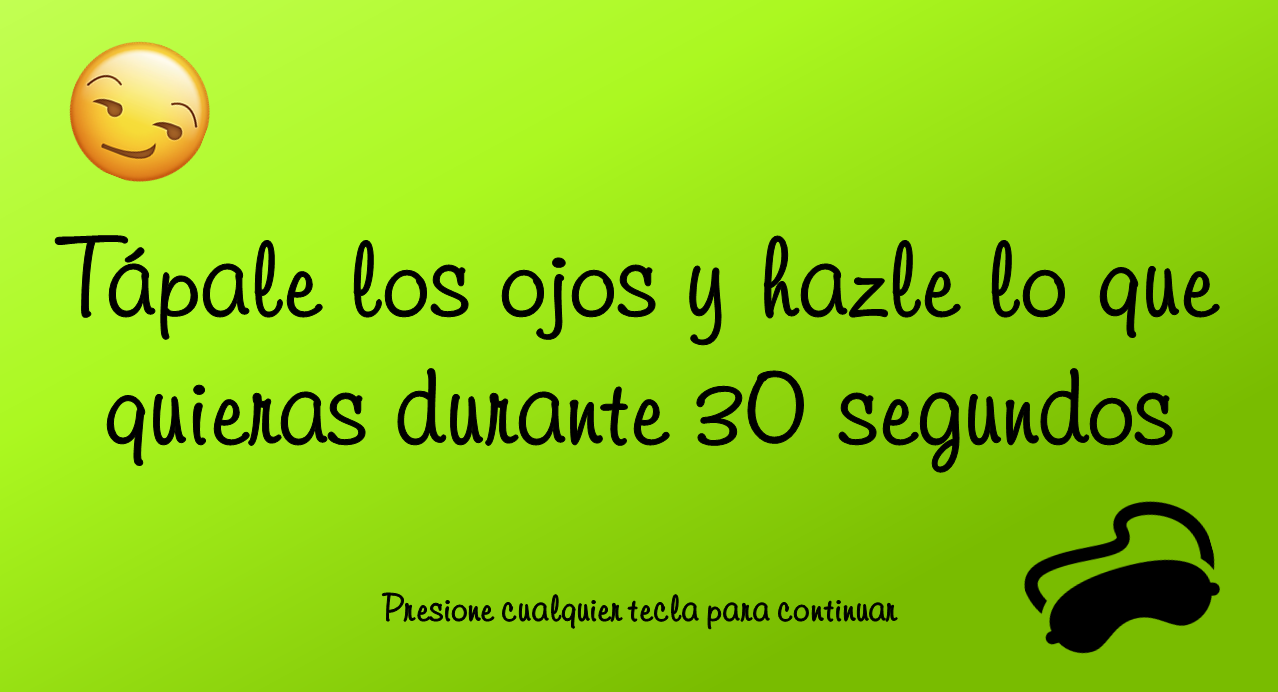 Tápale los ojos y hazle lo que
quieras durante 30 segundos
Presione cualquier tecla para continuar